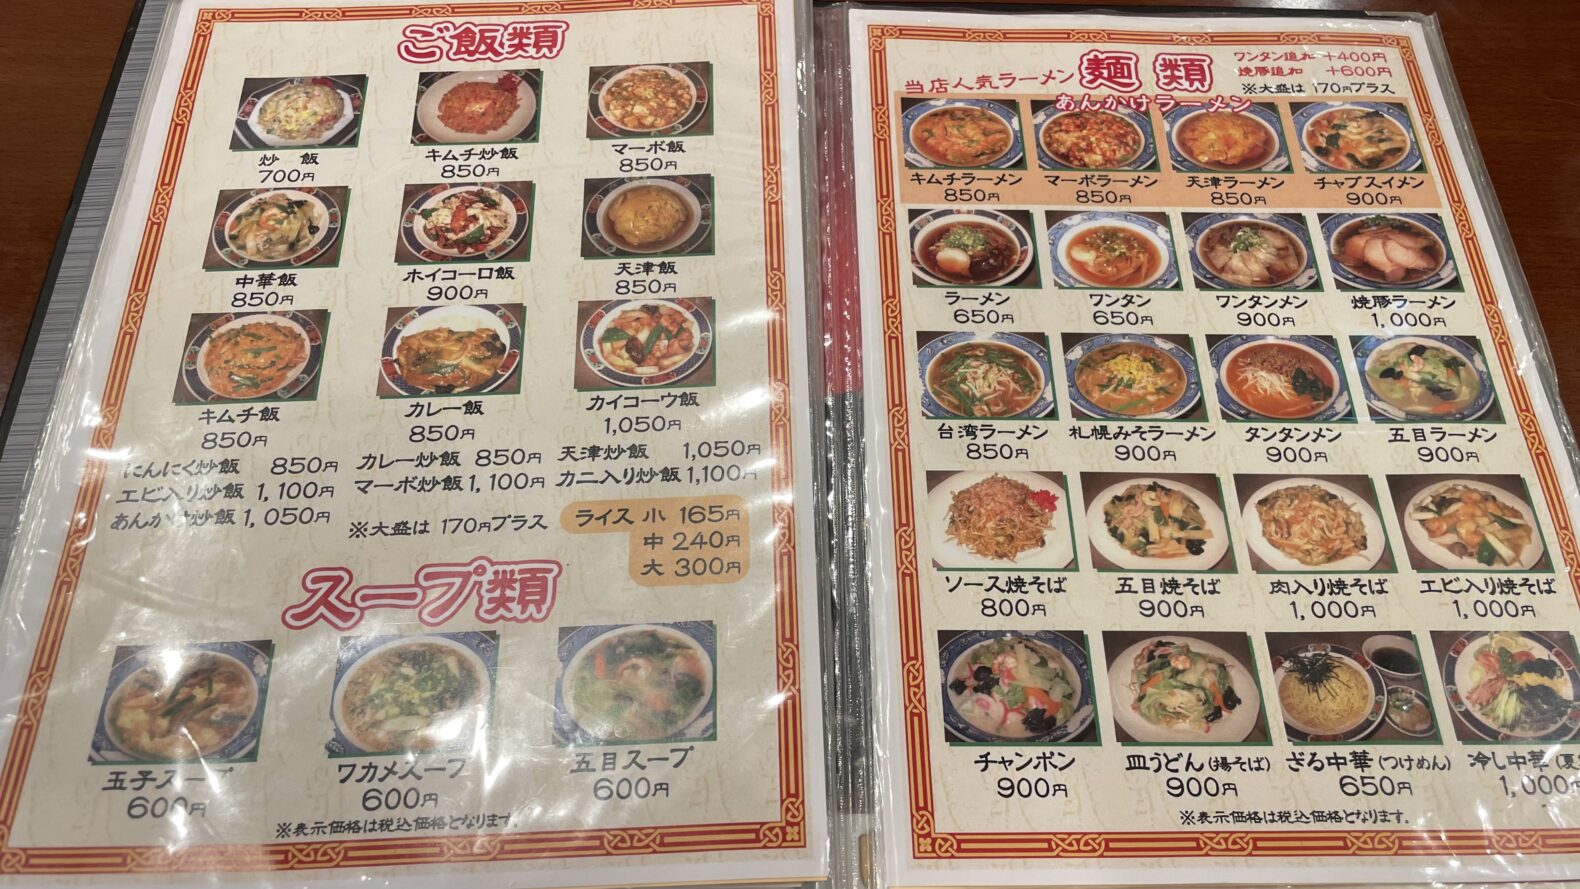 ご飯類
炒飯 キムチ炒飯 マーボ飯
700円 850円 850円
中華飯 ホイコーロ飯 天津飯
850円 900円 850円
キムチ飯 カレー飯 カイコーウ飯
850円 850円 1,050円
にんにく炒飯 850円 カレー炒飯 850円 天津炒飯 1,050円
エビ入り炒飯 1,100円 マーボ炒飯 1,100円 カニ入り炒飯 1,100円
あんかけ炒飯 1,050円 ※大盛は 170円プラス ライス 小 165円
中 240円
大 300円
スープ類
玉子スープ ワカメスープ 五目スープ
600円 600円 600円
※表示価格は税込価格となります。
麺類
ワンタン追加 +400円
焼豚追加 +600円
※大盛は 170円プラス
当店人気ラーメン
あんかけラーメン
キムチラーメン マーボラーメン 天津ラーメン チャプスイメン
850円 850円 850円 900円
ラーメン ワンタン ワンタンメン 焼豚ラーメン
650円 650円 900円 1,000円
台湾ラーメン 札幌みそラーメン タンタンメン 五目ラーメン
850円 900円 900円 900円
ソース焼そば 五目焼そば 肉入り焼そば エビ入り焼そば
800円 900円 1,000円 1,000円
チャンポン 皿うどん(揚そば) ざる中華(つけめん) 冷し中華(夏
900円 900円 650円 1,000円
※表示価格は税込価格となります。